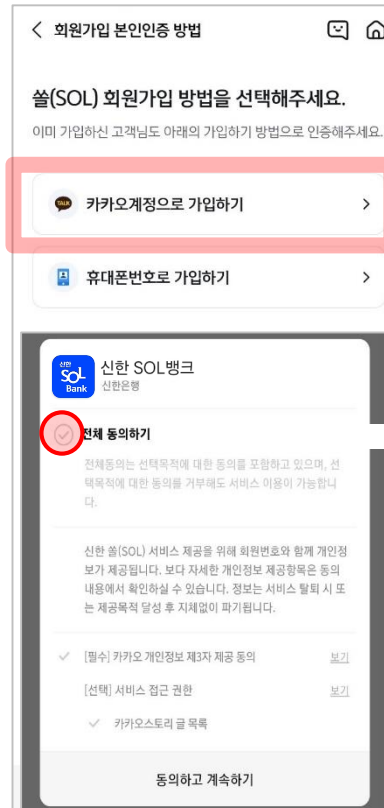 < 회원가입 본인인증 방법
쏠(SOL) 회원가입 방법을 선택해주세요.
이미 가입하신 고객님도 아래의 가입하기 방법으로 인증해주세요.
TALK 카카오계정으로 가입하기 >
휴대폰번호로 가입하기 >
신한 SOL Bank
신한 SOL뱅크
신한은행
전체 동의하기
전체동의는 선택목적에 대한 동의를 포함하고 있으며, 선
택목적에 대한 동의를 거부해도 서비스 이용이 가능합니
다.
신한 쏠(SOL) 서비스 제공을 위해 회원번호와 함께 개인정
보가 제공됩니다. 보다 자세한 개인정보 제공항목은 동의
내용에서 확인하실 수 있습니다. 정보는 서비스 탈퇴 시 또
는 제공목적 달성 후 지체없이 파기됩니다.
[필수] 카카오 개인정보 제3자 제공 동의 보기
[선택] 서비스 접근 권한 보기
카카오스토리 글 목록
동의하고 계속하기